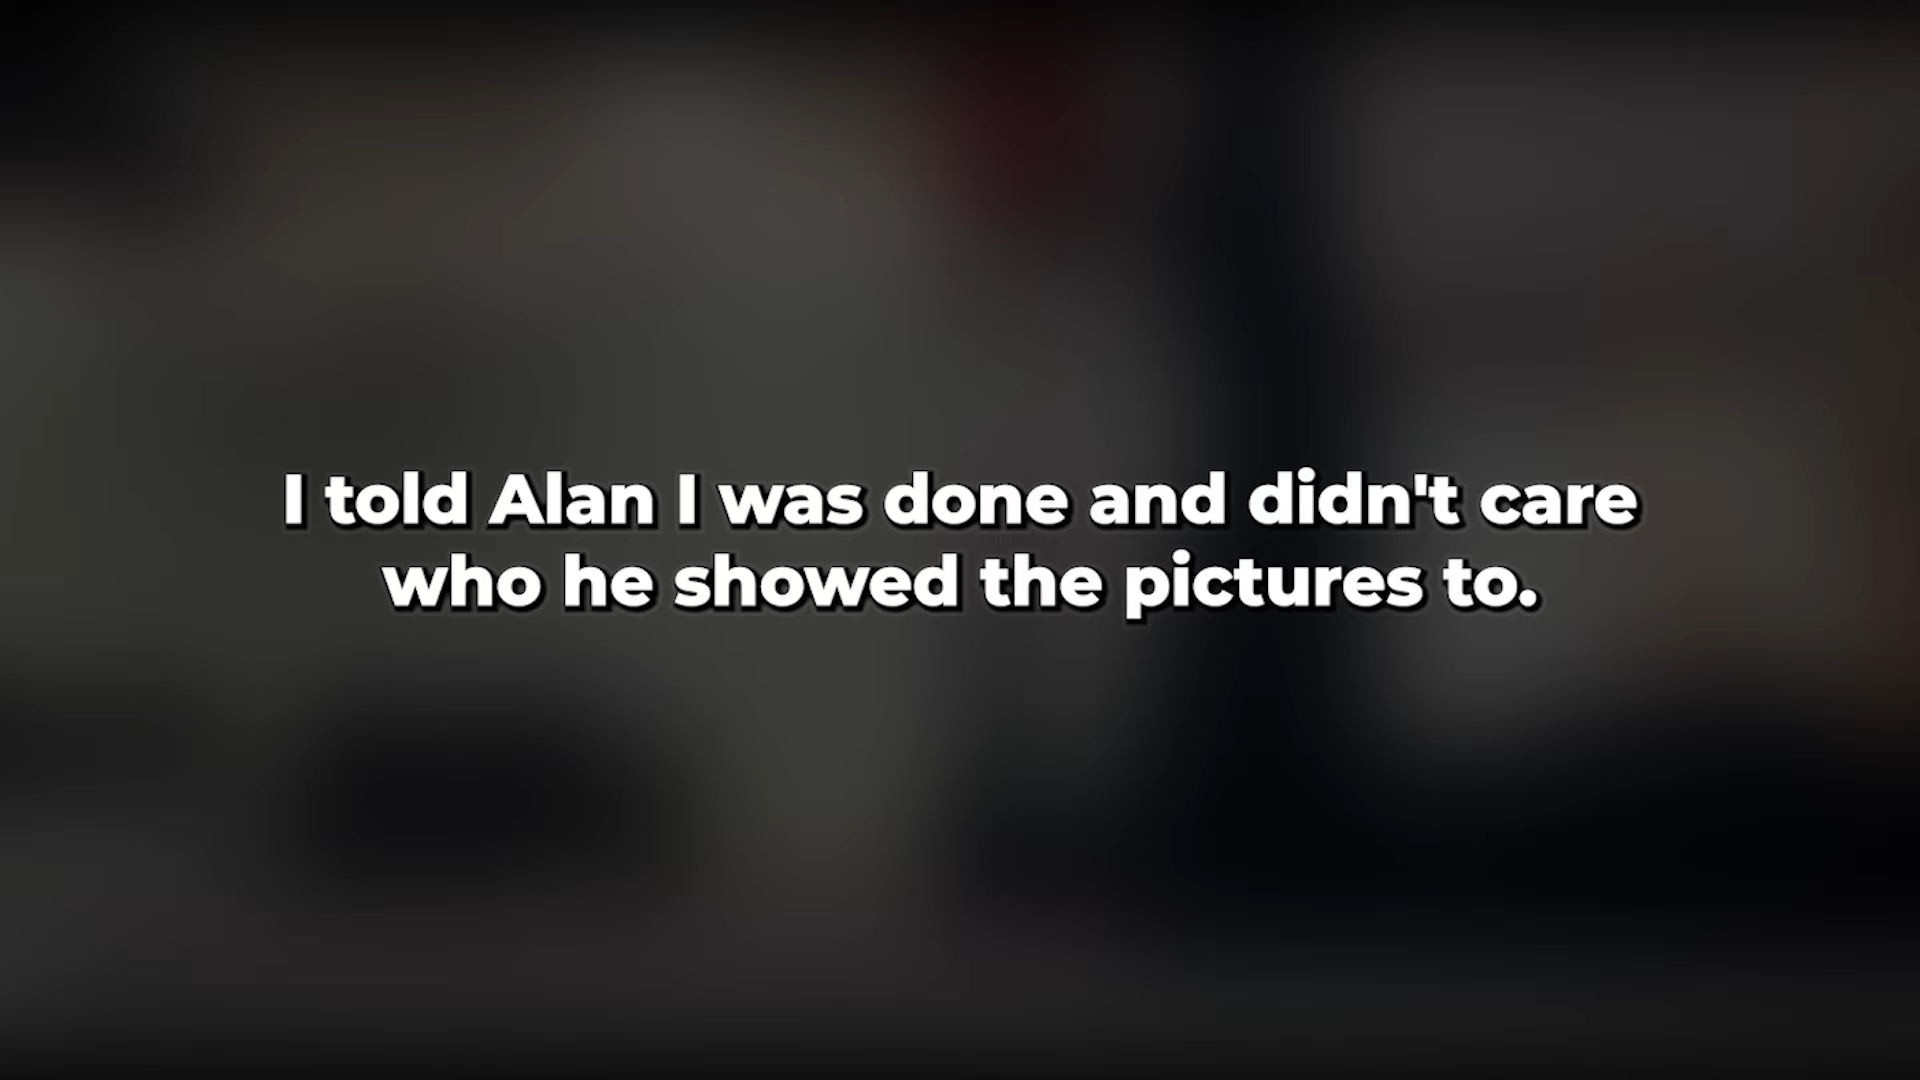 I told Alan I was done and didn't care
who he showed the pictures to.